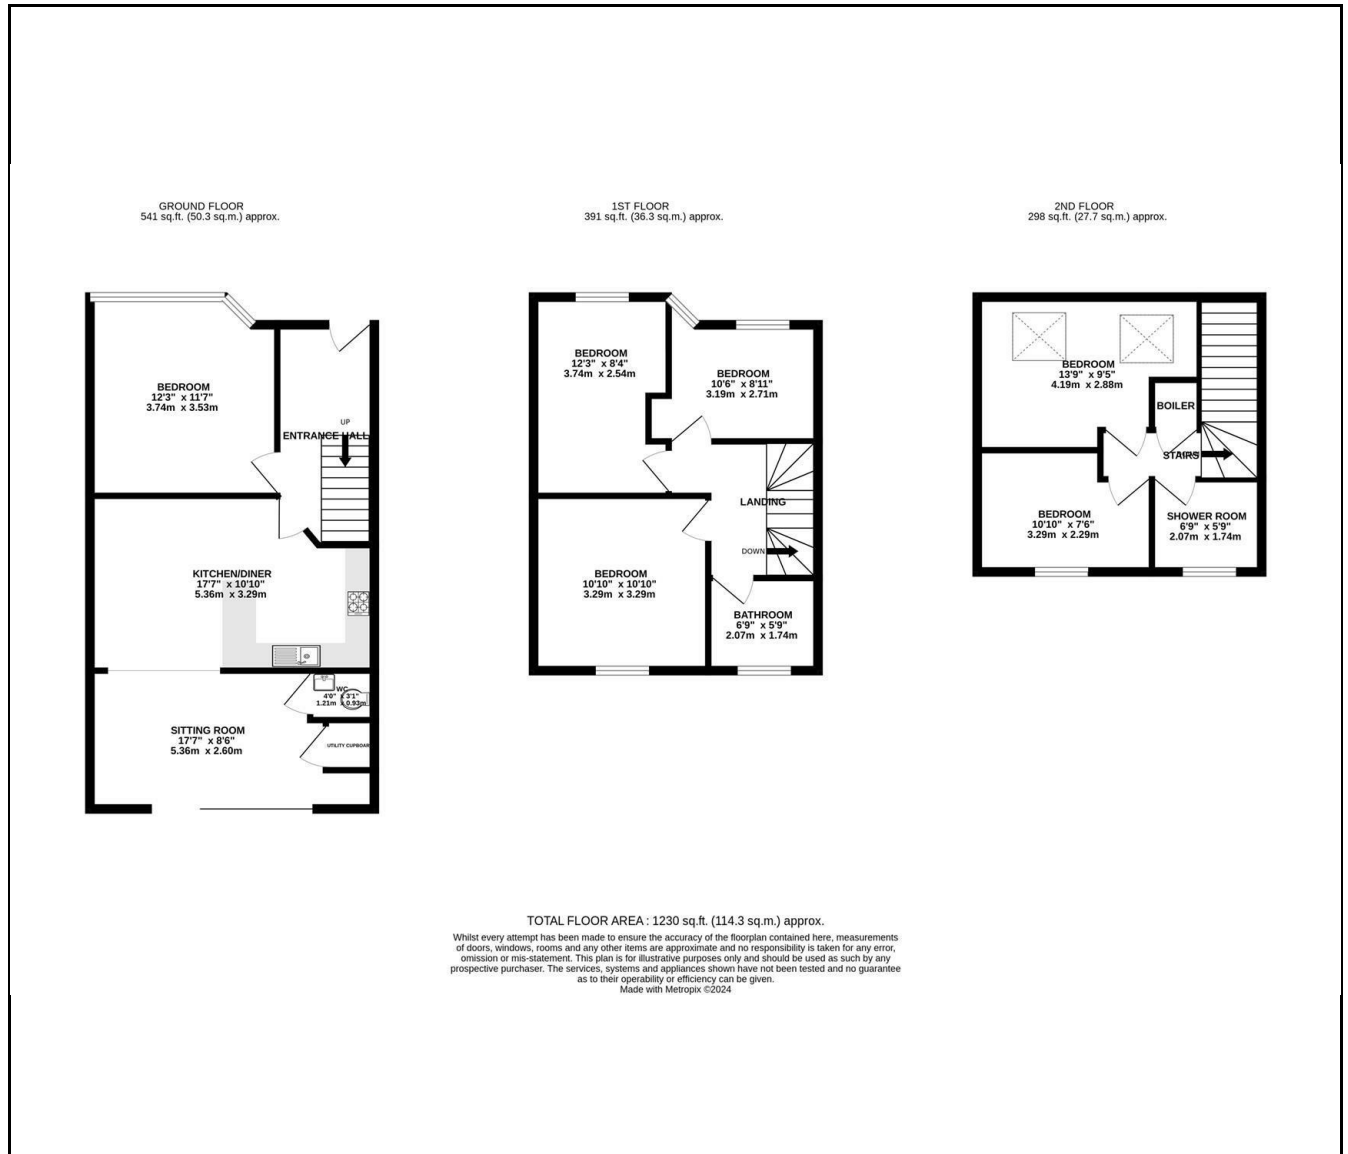 GROUND FLOOR
541 sq.ft. (50.3 sq.m.) approx.
BEDROOM
12'3" x 11'7"
3.74m x 3.53m
UP
ENTRANCE HALL
KITCHEN/DINER
17'7" x 10'10"
5.36m x 3.29m
WC
4'0" x 3'1"
1.21m x 0.93m
SITTING ROOM
17'7" x 8'6"
5.36m x 2.60m
UTILITY CUPBOAR
1ST FLOOR
391 sq.ft. (36.3 sq.m.) approx.
BEDROOM
12'3" x 8'4"
3.74m x 2.54m
BEDROOM
10'6" x 8'11"
3.19m x 2.71m
LANDING
DOWN
BEDROOM
10'10" x 10'10"
3.29m x 3.29m
BATHROOM
6'9" x 5'9"
2.07m x 1.74m
2ND FLOOR
298 sq.ft. (27.7 sq.m.) approx.
BEDROOM
13'9" x 9'5"
4.19m x 2.88m
BOILER
STAIRS
BEDROOM
10'10" x 7'6"
3.29m x 2.29m
SHOWER ROOM
6'9" x 5'9"
2.07m x 1.74m
TOTAL FLOOR AREA : 1230 sq.ft. (114.3 sq.m.) approx.
Whilst every attempt has been made to ensure the accuracy of the floorplan contained here, measurements
of doors, windows, rooms and any other items are approximate and no responsibility is taken for any error,
omission or mis-statement. This plan is for illustrative purposes only and should be used as such by any
prospective purchaser. The services, systems and appliances shown have not been tested and no guarantee
as to their operability or efficiency can be given.
Made with Metropix ©2024